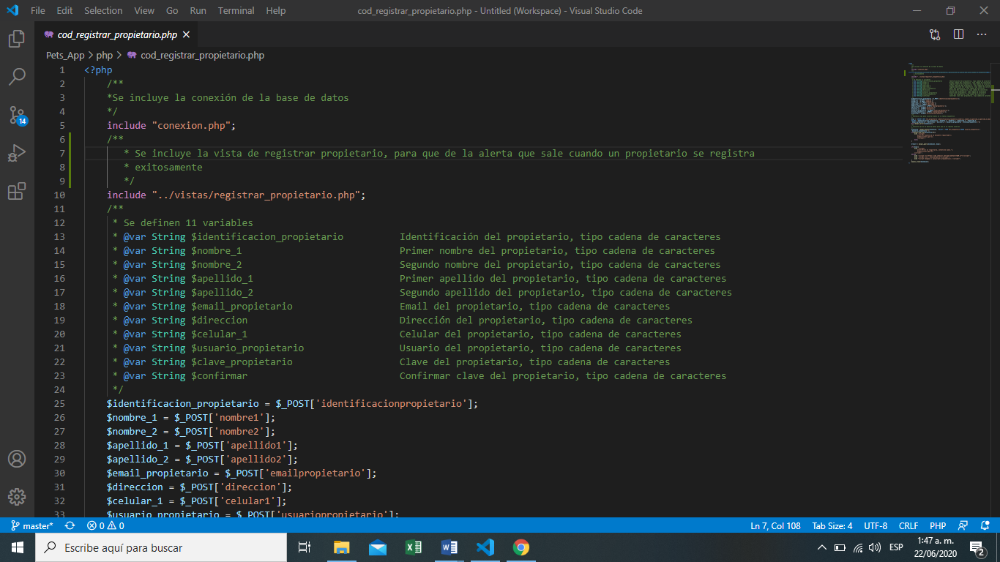 File Edit Selection View Go Run Terminal Help cod_registrar_propietario.php - Untitled (Workspace) - Visual Studio Code
cod_registrar_propietario.php
Pets_App > php > cod_registrar_propietario.php
1 <?php
2 /**
3 *Se incluye la conexión de la base de datos
4 */
5 include "conexion.php";
6 /**
7 * Se incluye la vista de registrar propietario, para que de la alerta que sale cuando un propietario se registra
8 * exitosamente
9 */
10 include "../vistas/registrar_propietario.php";
11 /**
12 * Se definen 11 variables
13 * @var String $identificacion_propietario Identificación del propietario, tipo cadena de caracteres
14 * @var String $nombre_1 Primer nombre del propietario, tipo cadena de caracteres
15 * @var String $nombre_2 Segundo nombre del propietario, tipo cadena de caracteres
16 * @var String $apellido_1 Primer apellido del propietario, tipo cadena de caracteres
17 * @var String $apellido_2 Segundo apellido del propietario, tipo cadena de caracteres
18 * @var String $email_propietario Email del propietario, tipo cadena de caracteres
19 * @var String $direccion Dirección del propietario, tipo cadena de caracteres
20 * @var String $celular_1 Celular del propietario, tipo cadena de caracteres
21 * @var String $usuario_propietario Usuario del propietario, tipo cadena de caracteres
22 * @var String $clave_propietario Clave del propietario, tipo cadena de caracteres
23 * @var String $confirmar Confirmar clave del propietario, tipo cadena de caracteres
24 */
25 $identificacion_propietario = $_POST['identificacionpropietario'];
26 $nombre_1 = $_POST['nombre1'];
27 $nombre_2 = $_POST['nombre2'];
28 $apellido_1 = $_POST['apellido1'];
29 $apellido_2 = $_POST['apellido2'];
30 $email_propietario = $_POST['emailpropietario'];
31 $direccion = $_POST['direccion'];
32 $celular_1 = $_POST['celular1'];
33 $usuario_propietario = $_POST['usuariopropietario'];
14
master* 0 0 Ln 7, Col 108 Tab Size: 4 UTF-8 CRLF PHP
Escribe aquí para buscar ESP 1:47 a. m.
22/06/2020 2